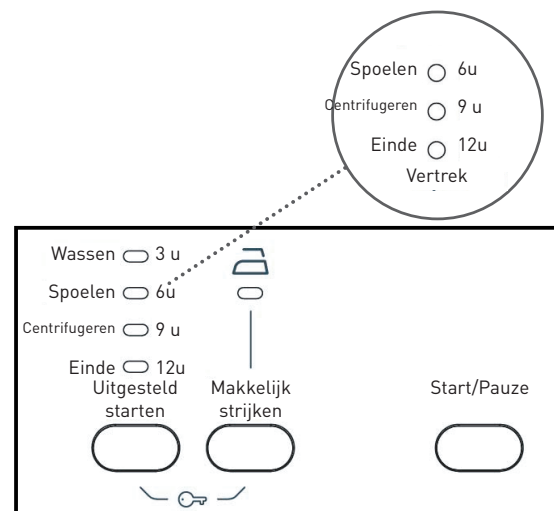 Spoelen 6u
Centrifugeren 9 u
Einde 12u
Vertrek
Wassen 3 u
Spoelen 6u
Centrifugeren 9 u
Einde 12u
Uitgesteld
starten
Makkelijk
strijken
Start/Pauze